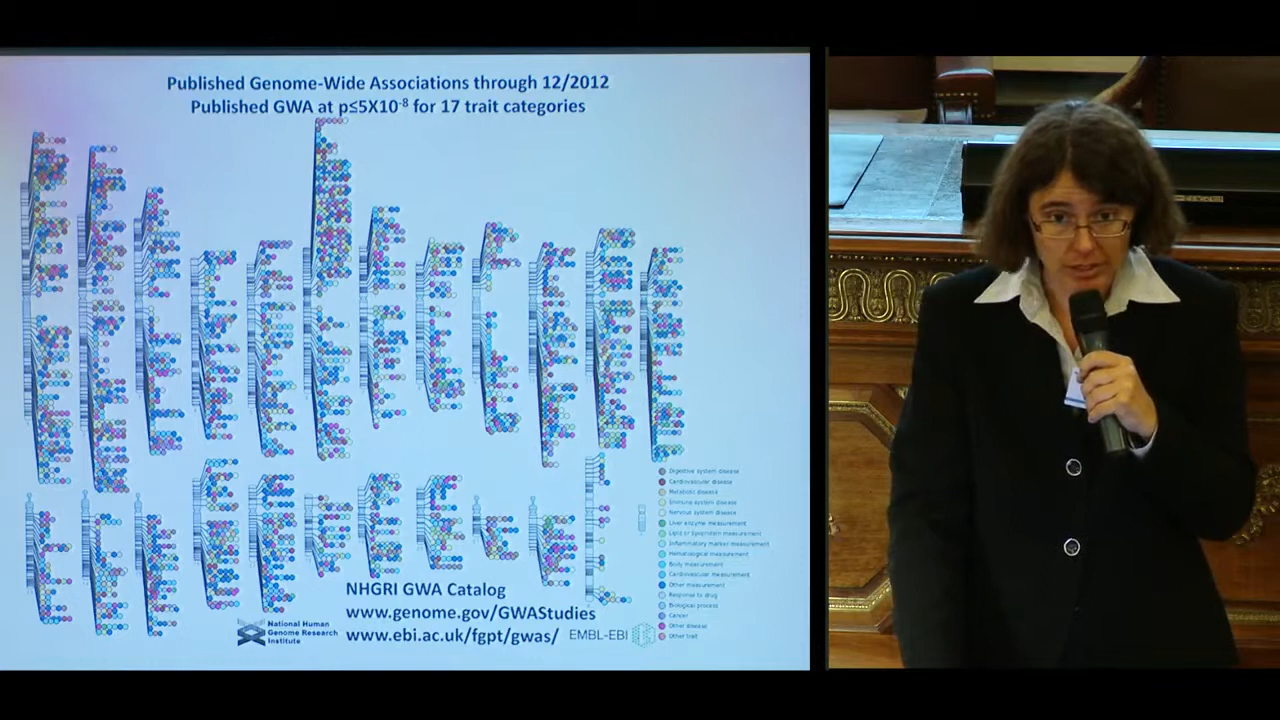 Published Genome-Wide Associations through 12/2012
Published GWA at p≤5X10⁻⁸ for 17 trait categories
Digestive system disease
Cardiovascular disease
Metabolic disease
Immune system disease
Nervous system disease
Liver enzyme measurement
Lipid or lipoprotein measurement
Inflammatory marker measurement
Hematological measurement
Body measurement
Cardiovascular measurement
Other measurement
Response to drug
Biological process
Cancer
Other disease
Other trait
NHGRI GWA Catalog
www.genome.gov/GWAStudies
www.ebi.ac.uk/fgpt/gwas/
National Human
Genome Research
Institute
EMBL-EBI